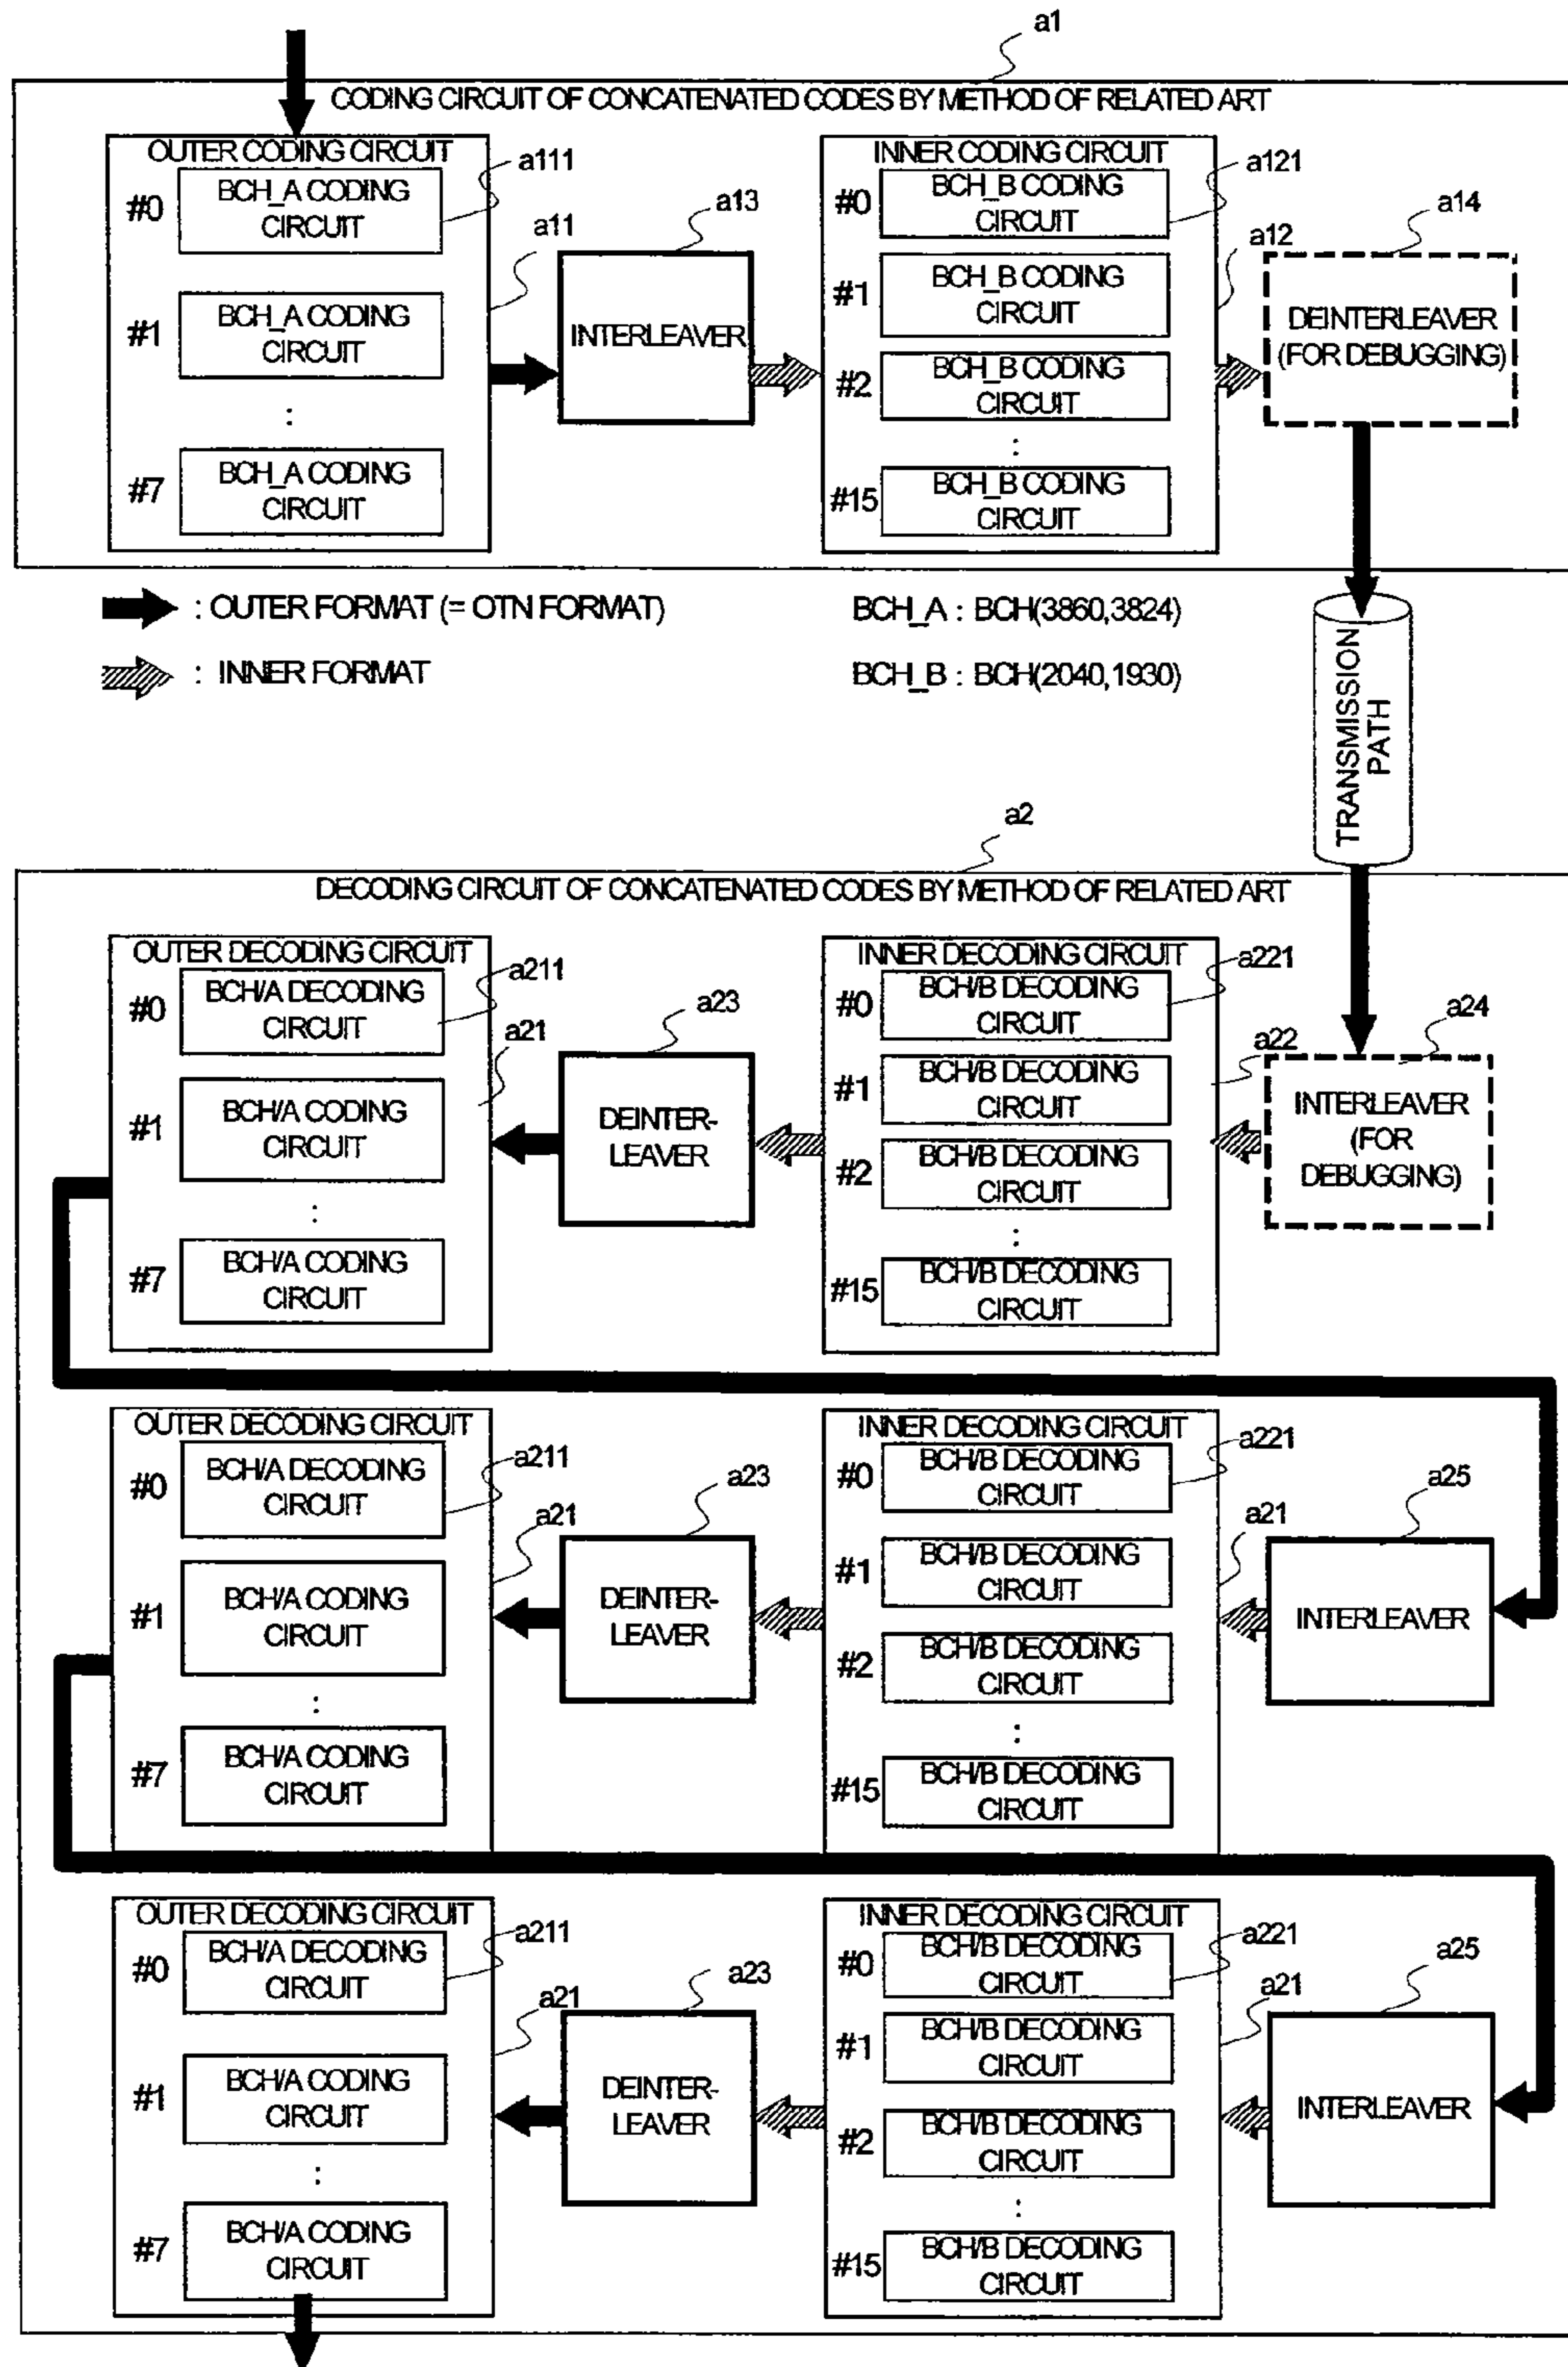 a1
CODING CIRCUIT OF CONCATENATED CODES BY METHOD OF RELATED ART
OUTER CODING CIRCUIT
#0
BCH_A CODING
CIRCUIT
a111
a11
#1
BCH_A CODING
CIRCUIT
:
#7
BCH_A CODING
CIRCUIT
a13
INTERLEAVER
INNER CODING CIRCUIT
#0
BCH_B CODING
CIRCUIT
a121
a12
#1
BCH_B CODING
CIRCUIT
#2
BCH_B CODING
CIRCUIT
:
#15
BCH_B CODING
CIRCUIT
a14
DEINTERLEAVER
(FOR DEBUGGING)
: OUTER FORMAT (= OTN FORMAT)
: INNER FORMAT
BCH_A : BCH(3860,3824)
BCH_B : BCH(2040,1930)
TRANSMISSION
PATH
a2
DECODING CIRCUIT OF CONCATENATED CODES BY METHOD OF RELATED ART
OUTER DECODING CIRCUIT
#0
BCH/A DECODING
CIRCUIT
a211
a21
#1
BCH/A CODING
CIRCUIT
:
#7
BCH/A CODING
CIRCUIT
a23
DEINTER-
LEAVER
INNER DECODING CIRCUIT
#0
BCH/B DECODING
CIRCUIT
a221
a22
#1
BCH/B DECODING
CIRCUIT
#2
BCH/B DECODING
CIRCUIT
:
#15
BCH/B DECODING
CIRCUIT
a24
INTERLEAVER
(FOR
DEBUGGING)
OUTER DECODING CIRCUIT
#0
BCH/A DECODING
CIRCUIT
a211
a21
#1
BCH/A CODING
CIRCUIT
:
#7
BCH/A CODING
CIRCUIT
a23
DEINTER-
LEAVER
INNER DECODING CIRCUIT
#0
BCH/B DECODING
CIRCUIT
a221
a21
#1
BCH/B DECODING
CIRCUIT
#2
BCH/B DECODING
CIRCUIT
:
#15
BCH/B DECODING
CIRCUIT
a25
INTERLEAVER
OUTER DECODING CIRCUIT
#0
BCH/A DECODING
CIRCUIT
a211
a21
#1
BCH/A CODING
CIRCUIT
:
#7
BCH/A CODING
CIRCUIT
a23
DEINTER-
LEAVER
INNER DECODING CIRCUIT
#0
BCH/B DECODING
CIRCUIT
a221
a21
#1
BCH/B DECODING
CIRCUIT
#2
BCH/B DECODING
CIRCUIT
:
#15
BCH/B DECODING
CIRCUIT
a25
INTERLEAVER